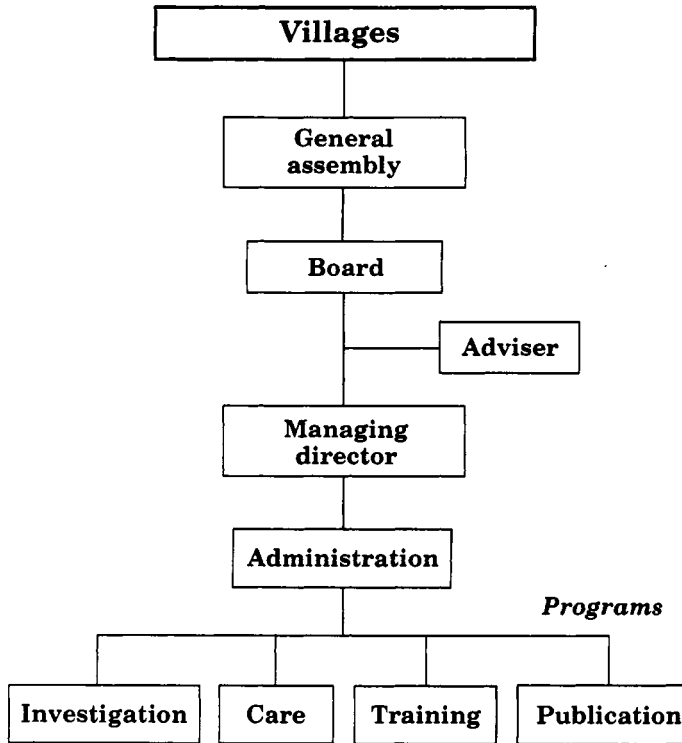 Villages
General
assembly
Board
Adviser
Managing
director
Administration
Programs
Investigation
Care
Training
Publication